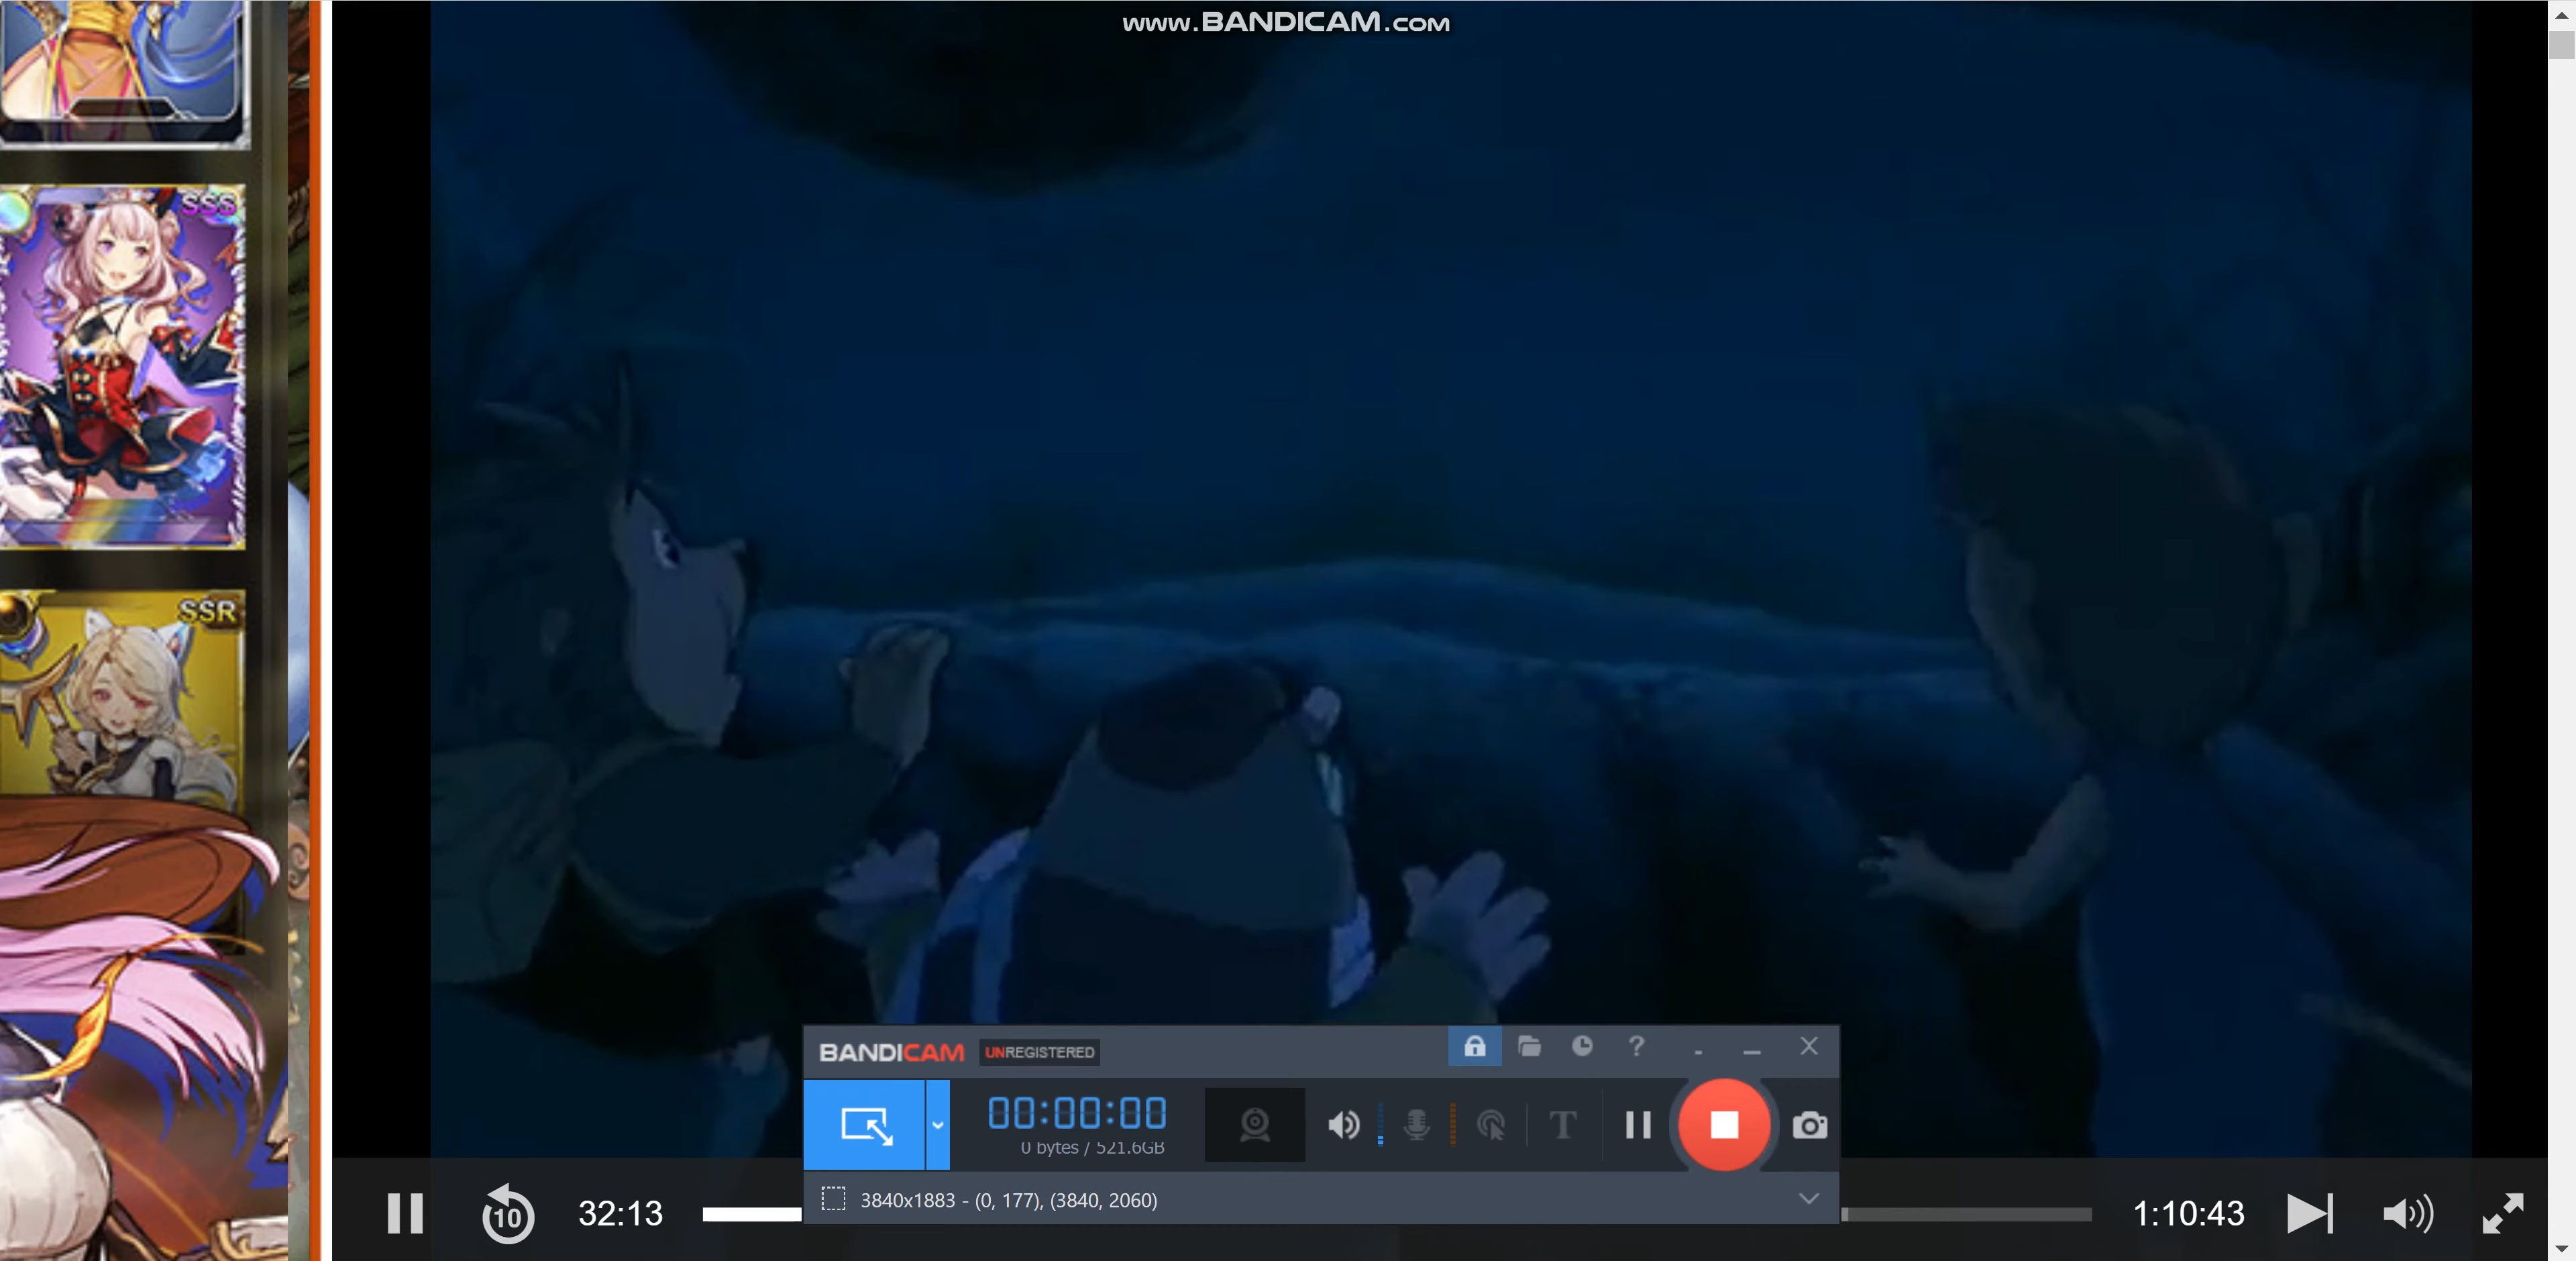 www.BANDICAM.com
SSS
SSR
BANDICAM UNREGISTERED ?
00:00:00
0 bytes / 521.6GB
T
3840x1883 - (0, 177), (3840, 2060)
10 32:13 1:10:43